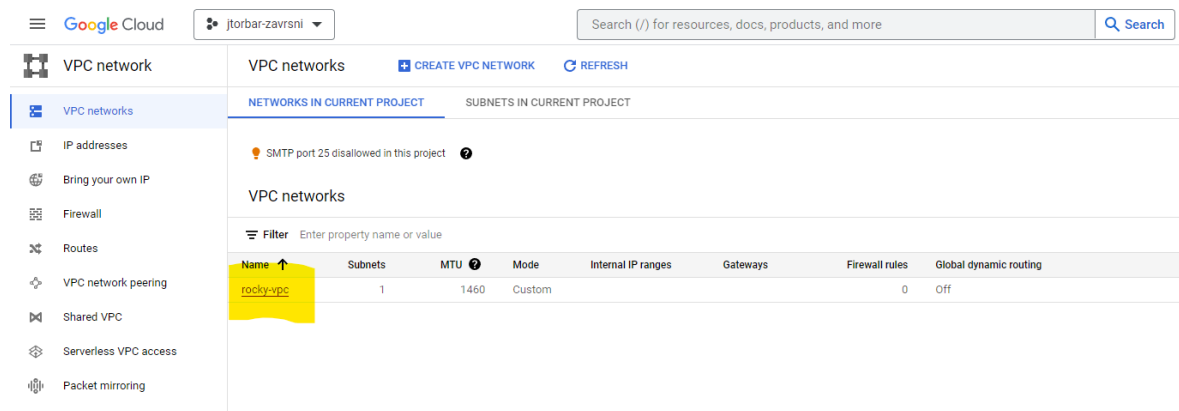 Google Cloud jtorbar-zavrsni Search (/) for resources, docs, products, and more Search
VPC network VPC networks CREATE VPC NETWORK REFRESH
VPC networks NETWORKS IN CURRENT PROJECT SUBNETS IN CURRENT PROJECT
IP addresses SMTP port 25 disallowed in this project
Bring your own IP VPC networks
Firewall
Filter Enter property name or value
Routes
Name Subnets MTU Mode Internal IP ranges Gateways Firewall rules Global dynamic routing
VPC network peering rocky-vpc 1 1460 Custom 0 Off
Shared VPC
Serverless VPC access
Packet mirroring